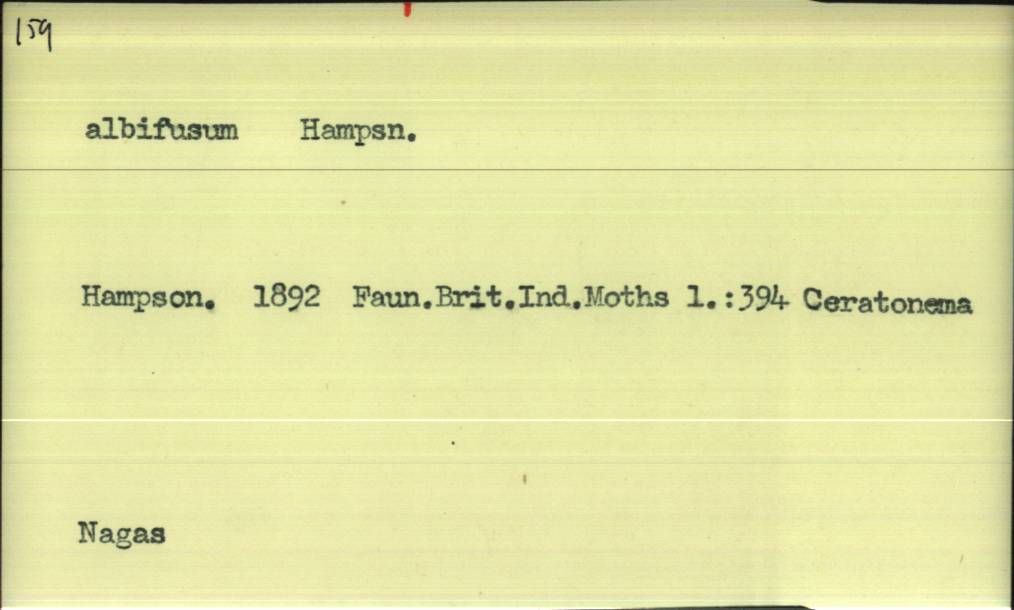 159
albifusum Hampsn.
Hampson. 1892 Faun.Brit.Ind.Moths 1.:394 Ceratonema
Nagas